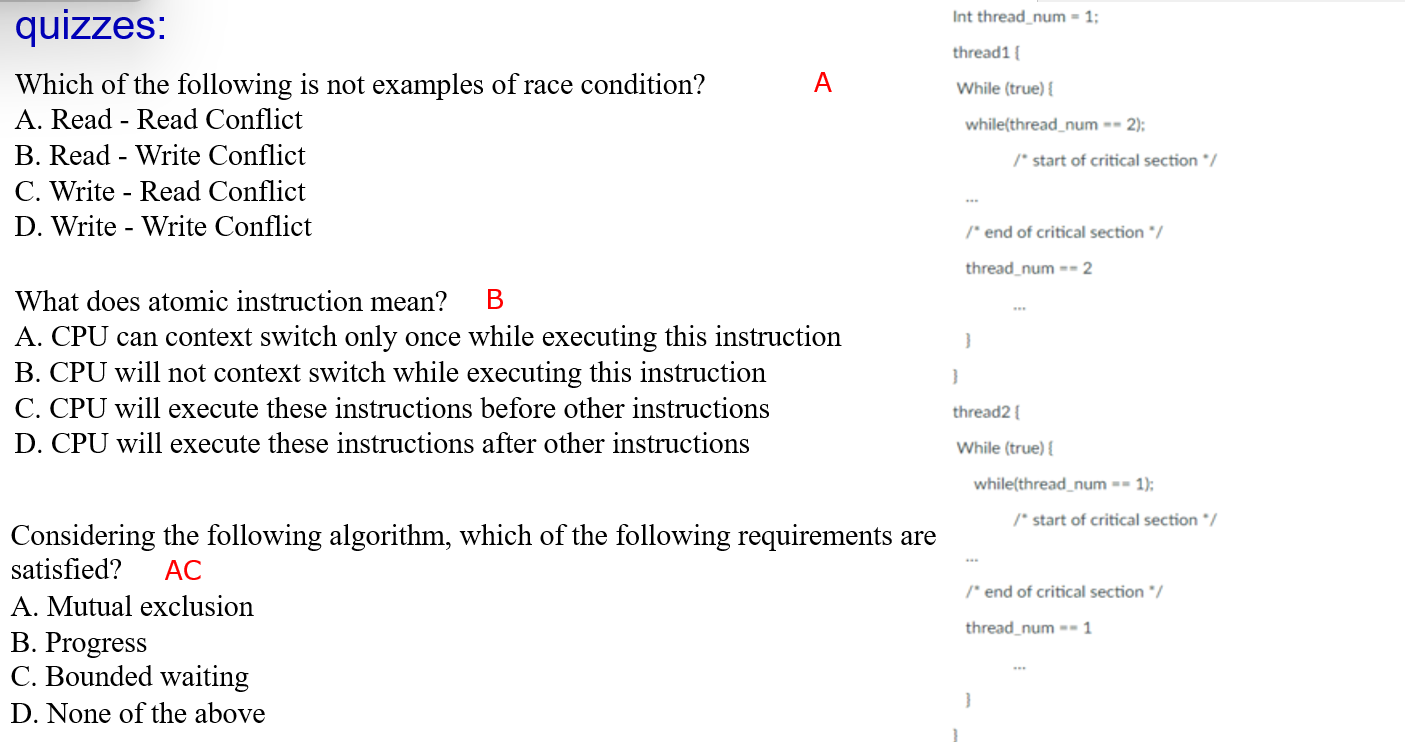 quizzes:
Which of the following is not examples of race condition? A
A. Read - Read Conflict
B. Read - Write Conflict
C. Write - Read Conflict
D. Write - Write Conflict
What does atomic instruction mean? B
A. CPU can context switch only once while executing this instruction
B. CPU will not context switch while executing this instruction
C. CPU will execute these instructions before other instructions
D. CPU will execute these instructions after other instructions
Considering the following algorithm, which of the following requirements are
satisfied? AC
A. Mutual exclusion
B. Progress
C. Bounded waiting
D. None of the above
Int thread_num = 1;
thread1 {
While (true) {
while(thread_num == 2);
/* start of critical section */
...
/* end of critical section */
thread_num == 2
...
}
}
thread2 {
While (true) {
while(thread_num == 1);
/* start of critical section */
...
/* end of critical section */
thread_num == 1
...
}
}